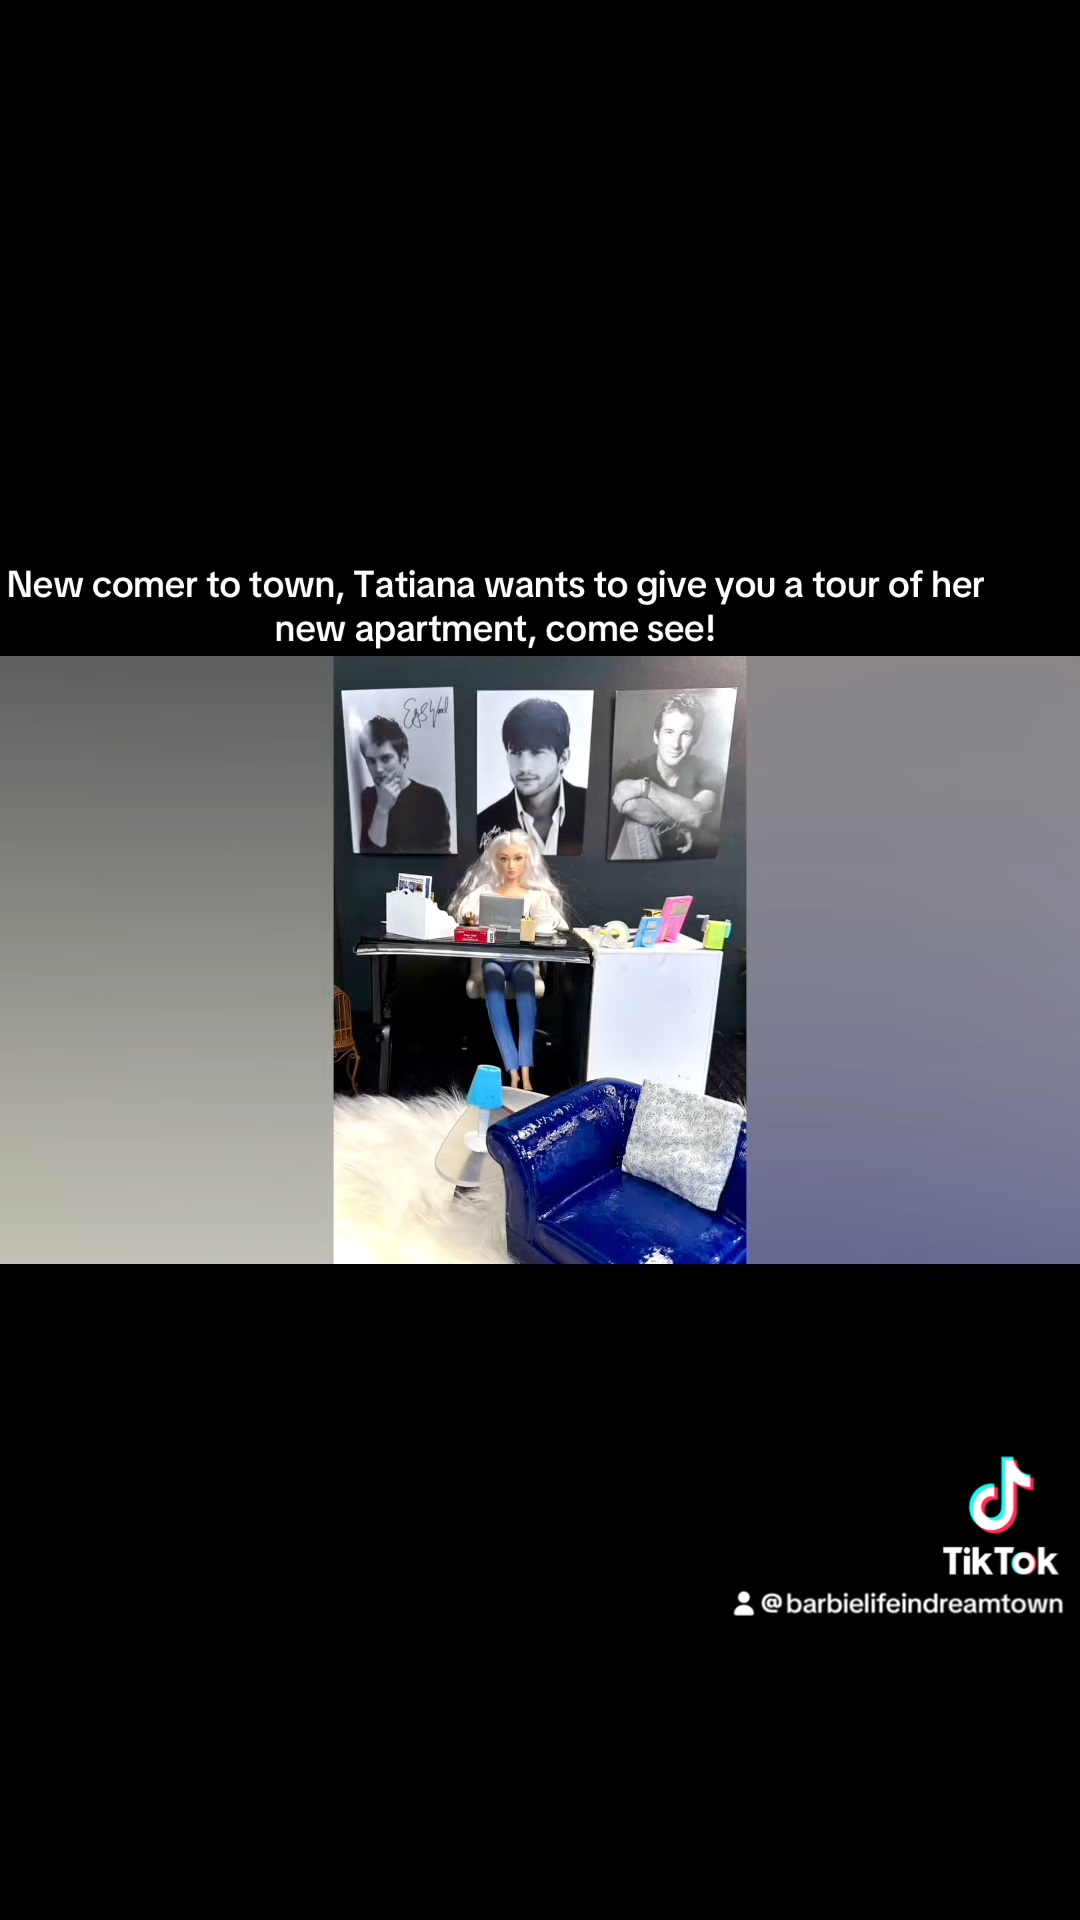 New comer to town, Tatiana wants to give you a tour of her
new apartment, come see!
TikTok
@barbielifeindreamtown